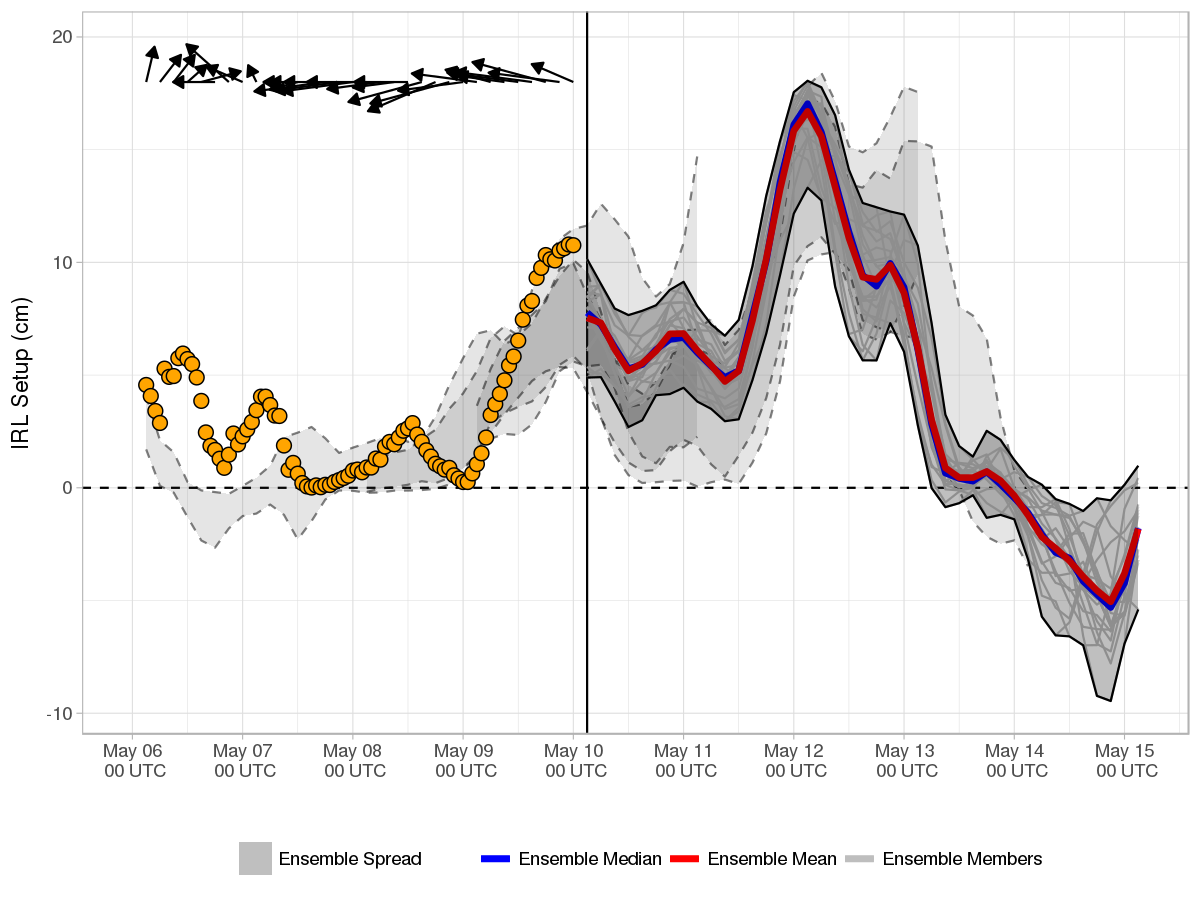 IRL Setup (cm)
20
10
0
-10
May 06 May 07 May 08 May 09 May 10 May 11 May 12 May 13 May 14 May 15
00 UTC 00 UTC 00 UTC 00 UTC 00 UTC 00 UTC 00 UTC 00 UTC 00 UTC 00 UTC
Ensemble Spread Ensemble Median Ensemble Mean Ensemble Members